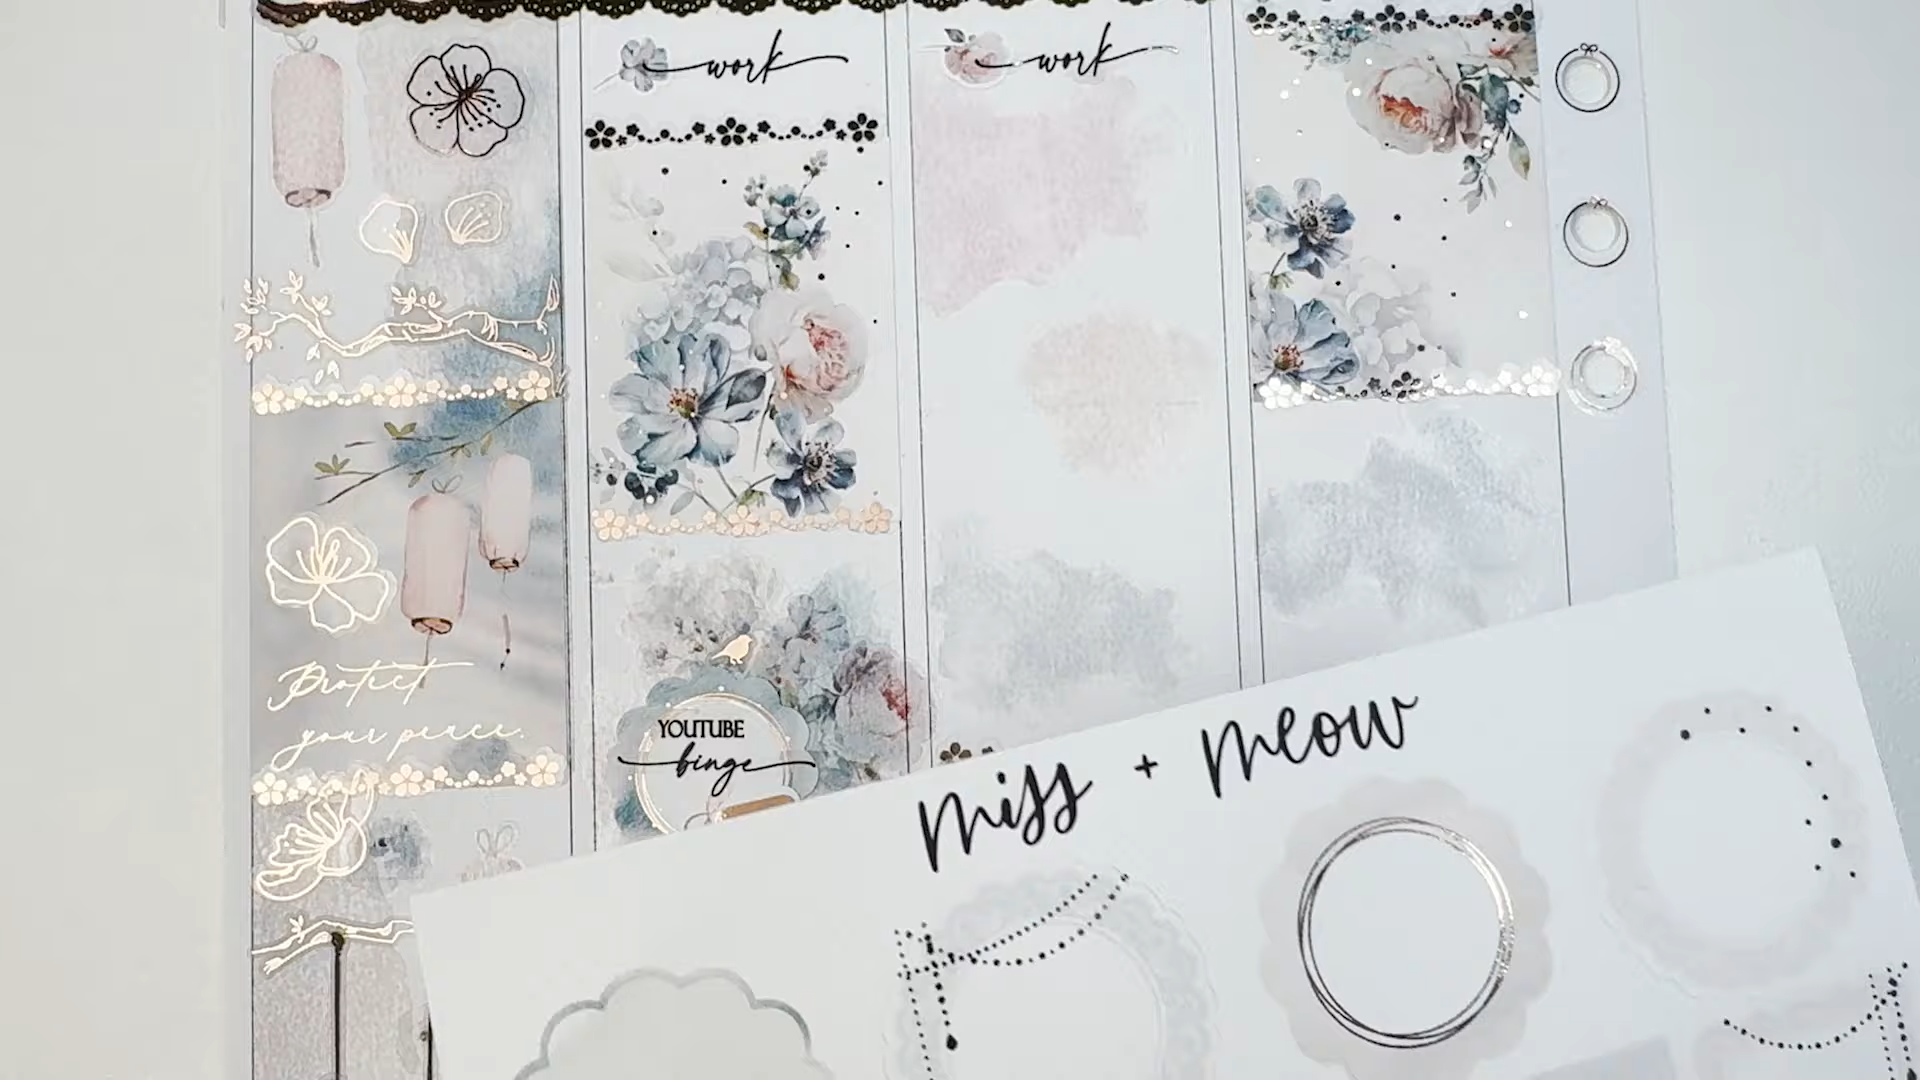 work
work
Protect
your peace.
YOUTUBE
binge
miss + meow